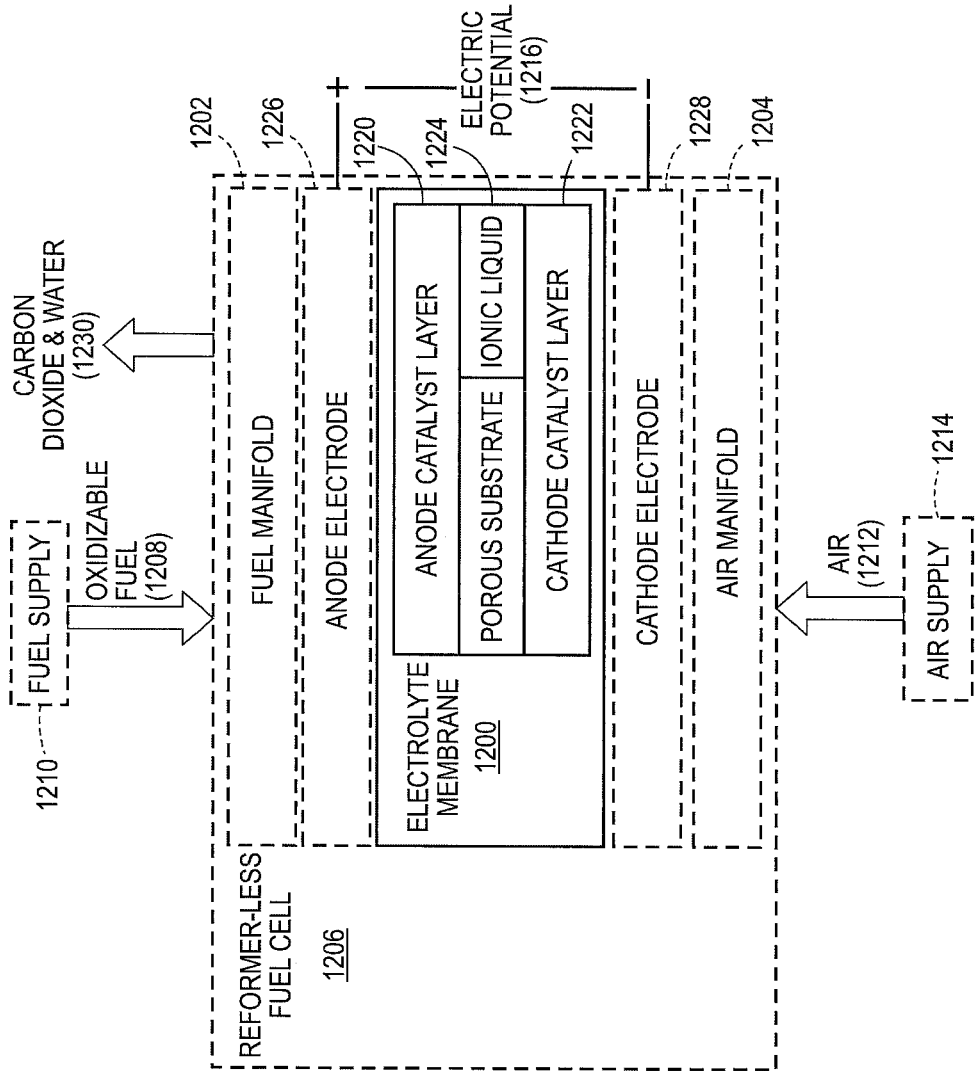 REFORMER-LESS
FUEL CELL
1206
1210
FUEL SUPPLY
OXIDIZABLE
FUEL
(1208)
CARBON
DIOXIDE & WATER
(1230)
FUEL MANIFOLD
1202
ANODE ELECTRODE
1226
ELECTROLYTE
MEMBRANE
1200
ANODE CATALYST LAYER
1220
POROUS SUBSTRATE
IONIC LIQUID
1224
CATHODE CATALYST LAYER
1222
+
ELECTRIC
POTENTIAL
(1216)
−
CATHODE ELECTRODE
1228
AIR MANIFOLD
1204
AIR
(1212)
AIR SUPPLY
1214